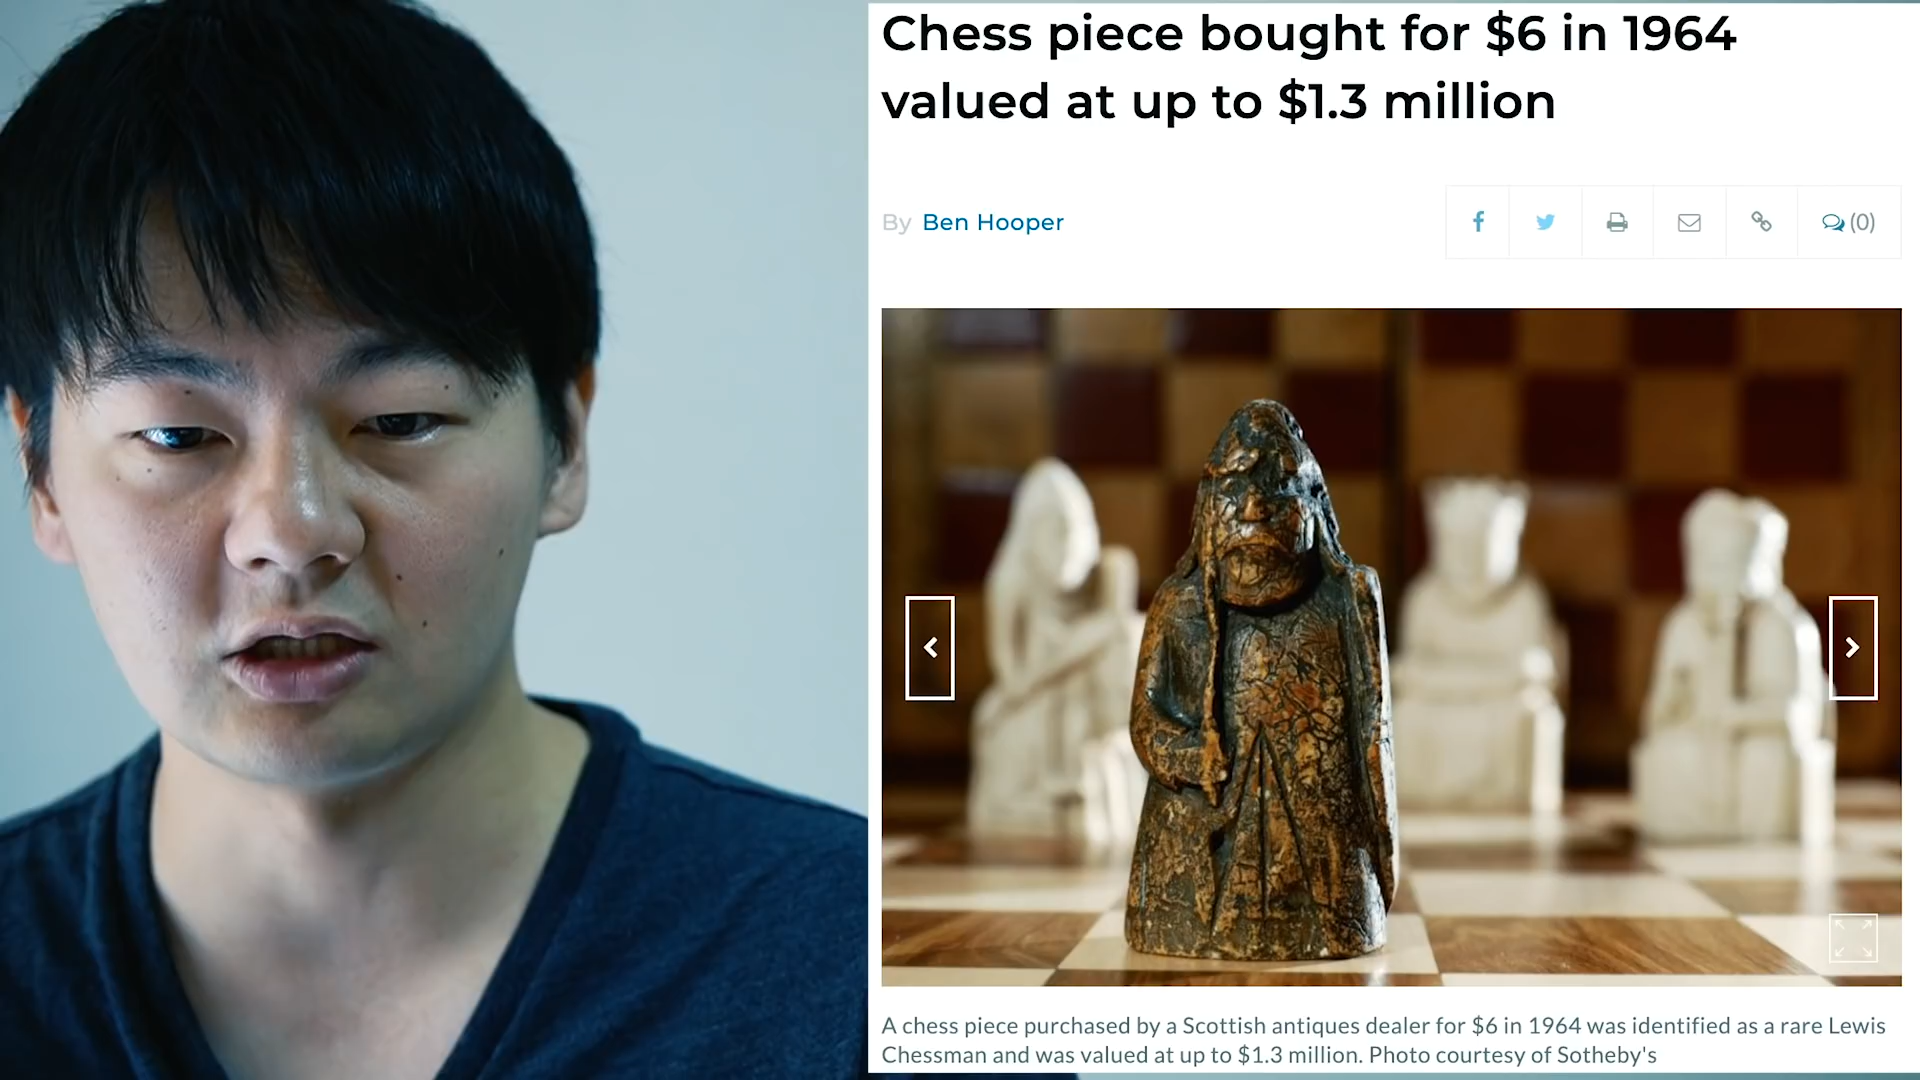 Chess piece bought for $6 in 1964
valued at up to $1.3 million
By Ben Hooper
(0)
A chess piece purchased by a Scottish antiques dealer for $6 in 1964 was identified as a rare Lewis
Chessman and was valued at up to $1.3 million. Photo courtesy of Sotheby's